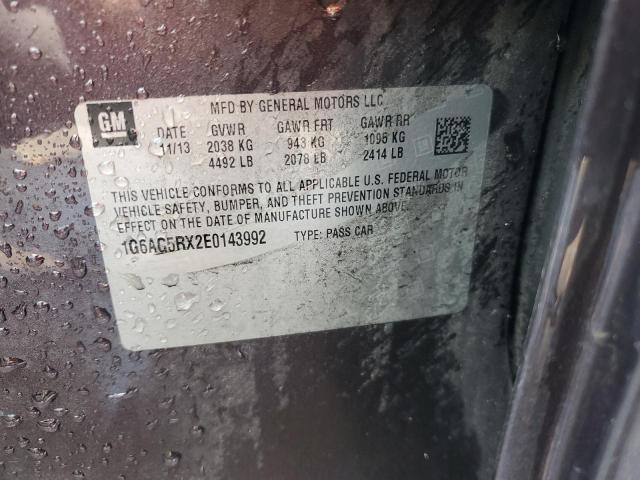 GM
MFD BY GENERAL MOTORS LLC
DATE GVWR GAWR FRT GAWR RR
11/13 2038 KG 943 KG 1095 KG
4492 LB 2078 LB 2414 LB
THIS VEHICLE CONFORMS TO ALL APPLICABLE U.S. FEDERAL MOTOR
VEHICLE SAFETY, BUMPER, AND THEFT PREVENTION STANDARDS IN
EFFECT ON THE DATE OF MANUFACTURE SHOWN ABOVE.
1G6AG5RX2E0143992 TYPE: PASS CAR